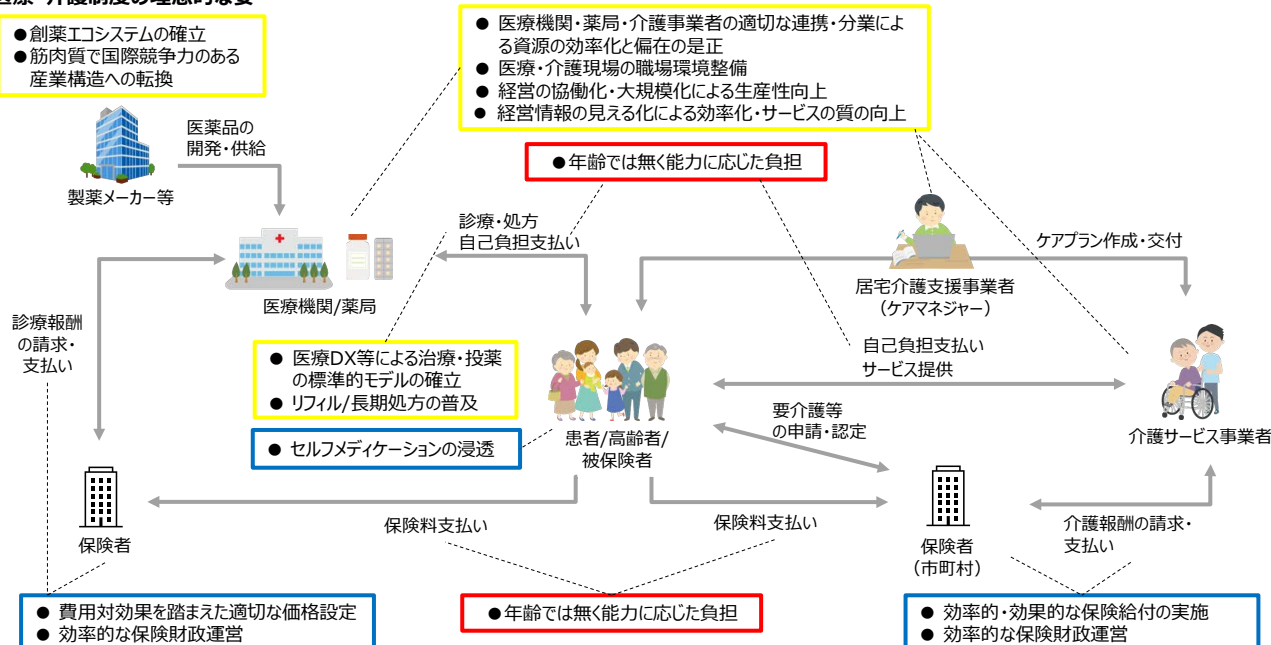 医療・介護制度の理想的な姿
●創薬エコシステムの確立
●筋肉質で国際競争力のある
産業構造への転換
● 医療機関・薬局・介護事業者の適切な連携・分業によ
る資源の効率化と偏在の是正
● 医療・介護現場の職場環境整備
● 経営の協働化・大規模化による生産性向上
● 経営情報の見える化による効率化・サービスの質の向上
医薬品の
開発・供給
製薬メーカー等
●年齢では無く能力に応じた負担
診療・処方
自己負担支払い
医療機関/薬局
ケアプラン作成・交付
居宅介護支援事業者
(ケアマネジャー)
診療報酬
の請求・
支払い
● 医療DX等による治療・投薬
の標準的モデルの確立
● リフィル/長期処方の普及
● セルフメディケーションの浸透
患者/高齢者/
被保険者
自己負担支払い
サービス提供
要介護等
の申請・認定
介護サービス事業者
保険者
保険料支払い
保険料支払い
保険者
(市町村)
介護報酬の請求・
支払い
● 費用対効果を踏まえた適切な価格設定
● 効率的な保険財政運営
●年齢では無く能力に応じた負担
● 効率的・効果的な保険給付の実施
● 効率的な保険財政運営